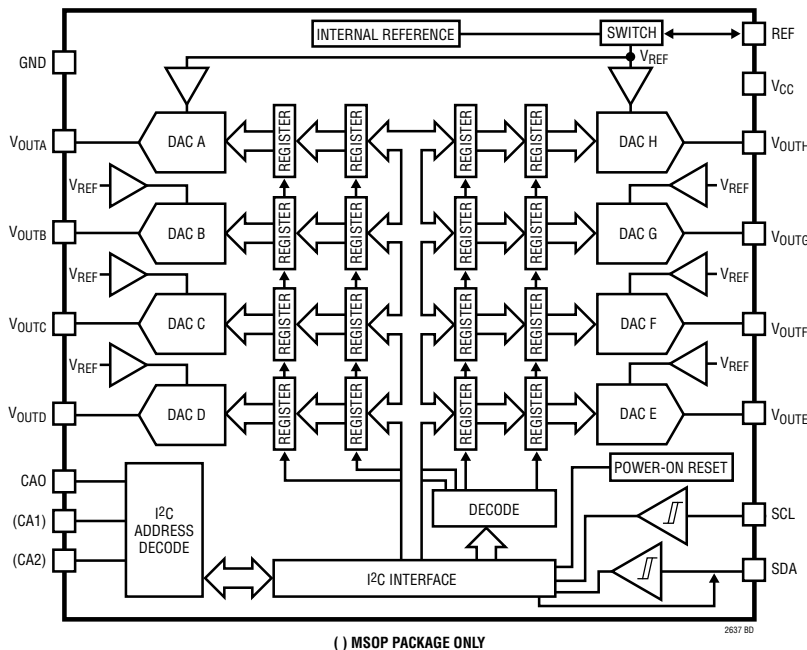 INTERNAL REFERENCE
SWITCH
REF
GND
VREF
VCC
VOUTA
DAC A
REGISTER
REGISTER
REGISTER
REGISTER
DAC H
VOUTH
VREF
VREF
VOUTB
DAC B
REGISTER
REGISTER
REGISTER
REGISTER
DAC G
VOUTG
VREF
VREF
VOUTC
DAC C
REGISTER
REGISTER
REGISTER
REGISTER
DAC F
VOUTF
VREF
VREF
VOUTD
DAC D
REGISTER
REGISTER
REGISTER
REGISTER
DAC E
VOUTE
CA0
(CA1)
(CA2)
I2C
ADDRESS
DECODE
POWER-ON RESET
DECODE
SCL
I2C INTERFACE
SDA
2637 BD
( ) MSOP PACKAGE ONLY